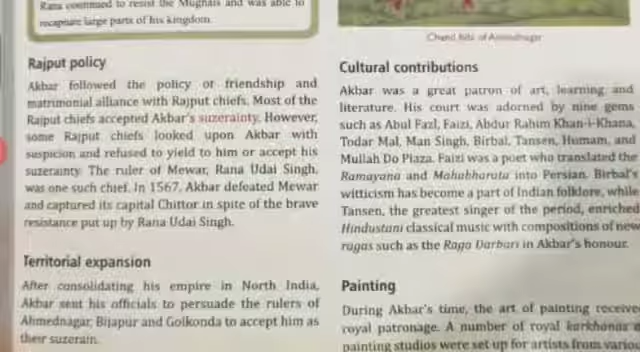 Rana continued to resist the Mughals and was able to
recapture large parts of his kingdom.
Rajput policy
Akbar followed the policy of friendship and
matrimonial alliance with Rajput chiefs. Most of the
Rajput chiefs accepted Akbar's suzerainty. However,
some Rajput chiefs looked upon Akbar with
suspicion and refused to yield to him or accept his
suzerainty. The ruler of Mewar, Rana Udai Singh,
was one such chief. In 1567, Akbar defeated Mewar
and captured its capital Chittor in spite of the brave
resistance put up by Rana Udai Singh.
Territorial expansion
After consolidating his empire in North India,
Akbar sent his officials to persuade the rulers of
Ahmednagar, Bijapur and Golkonda to accept him as
their suzerain.
Chand Bibi of Ahmednagar
Cultural contributions
Akbar was a great patron of art, learning and
literature. His court was adorned by nine gems
such as Abul Fazl, Faizi, Abdur Rahim Khan-i-Khana,
Todar Mal, Man Singh, Birbal, Tansen, Humam, and
Mullah Do Plaza. Faizi was a poet who translated the
Ramayana and Mahabharata into Persian. Birbal's
witticism has become a part of Indian folklore, while
Tansen, the greatest singer of the period, enriched
Hindustani classical music with compositions of new
ragas such as the Raga Darbari in Akbar's honour.
Painting
During Akbar's time, the art of painting receive
royal patronage. A number of royal karkhanas
painting studios were set up for artists from variou